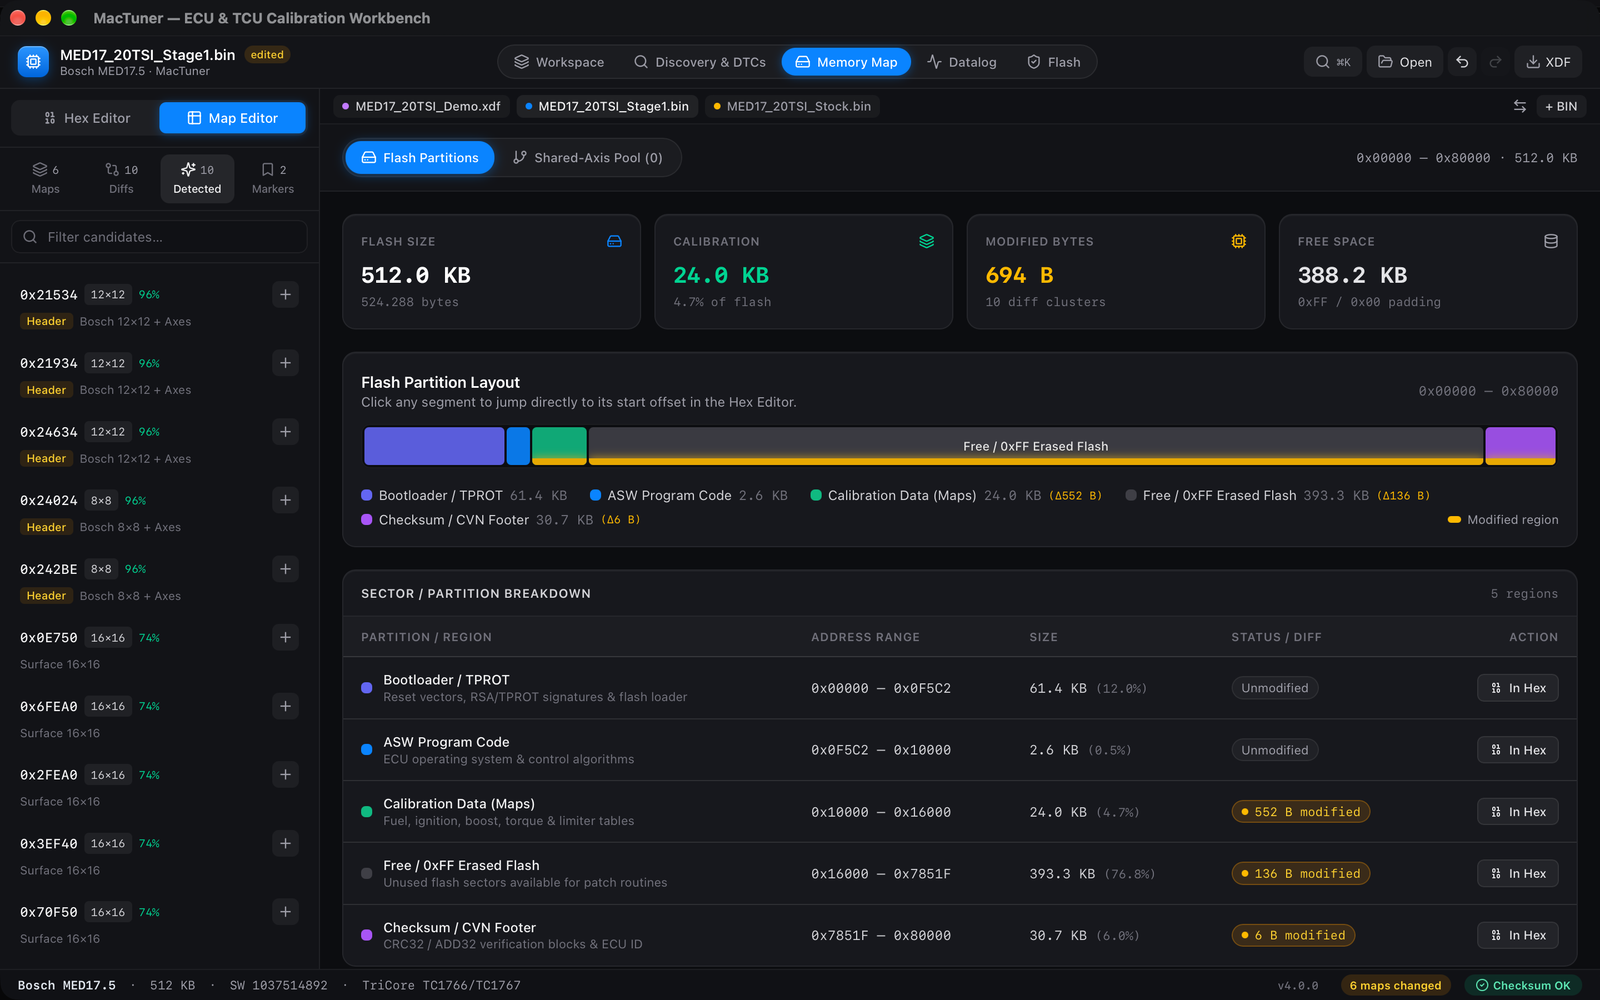 MacTuner — ECU & TCU Calibration Workbench
MED17_20TSI_Stage1.bin edited
Bosch MED17.5 · MacTuner
Workspace Discovery & DTCs Memory Map Datalog Flash
⌘K Open XDF
Hex Editor Map Editor
MED17_20TSI_Demo.xdf MED17_20TSI_Stage1.bin MED17_20TSI_Stock.bin + BIN
6 Maps
10 Diffs
10 Detected
2 Markers
Flash Partitions Shared-Axis Pool (0) 0x00000 — 0x80000 · 512.0 KB
Filter candidates...
0x21534 12×12 96%
Header Bosch 12×12 + Axes
0x21934 12×12 96%
Header Bosch 12×12 + Axes
0x24634 12×12 96%
Header Bosch 12×12 + Axes
0x24024 8×8 96%
Header Bosch 8×8 + Axes
0x242BE 8×8 96%
Header Bosch 8×8 + Axes
0x0E750 16×16 74%
Surface 16×16
0x6FEA0 16×16 74%
Surface 16×16
0x2FEA0 16×16 74%
Surface 16×16
0x3EF40 16×16 74%
Surface 16×16
0x70F50 16×16 74%
Surface 16×16
FLASH SIZE
512.0 KB
524.288 bytes
CALIBRATION
24.0 KB
4.7% of flash
MODIFIED BYTES
694 B
10 diff clusters
FREE SPACE
388.2 KB
0xFF / 0x00 padding
Flash Partition Layout
Click any segment to jump directly to its start offset in the Hex Editor.
0x00000 — 0x80000
Free / 0xFF Erased Flash
Bootloader / TPROT 61.4 KB ASW Program Code 2.6 KB Calibration Data (Maps) 24.0 KB (Δ552 B) Free / 0xFF Erased Flash 393.3 KB (Δ136 B)
Checksum / CVN Footer 30.7 KB (Δ6 B) Modified region
SECTOR / PARTITION BREAKDOWN 5 regions
PARTITION / REGION ADDRESS RANGE SIZE STATUS / DIFF ACTION
Bootloader / TPROT
Reset vectors, RSA/TPROT signatures & flash loader
0x00000 — 0x0F5C2 61.4 KB (12.0%) Unmodified In Hex
ASW Program Code
ECU operating system & control algorithms
0x0F5C2 — 0x10000 2.6 KB (0.5%) Unmodified In Hex
Calibration Data (Maps)
Fuel, ignition, boost, torque & limiter tables
0x10000 — 0x16000 24.0 KB (4.7%) 552 B modified In Hex
Free / 0xFF Erased Flash
Unused flash sectors available for patch routines
0x16000 — 0x7851F 393.3 KB (76.8%) 136 B modified In Hex
Checksum / CVN Footer
CRC32 / ADD32 verification blocks & ECU ID
0x7851F — 0x80000 30.7 KB (6.0%) 6 B modified In Hex
Bosch MED17.5 · 512 KB · SW 1037514892 · TriCore TC1766/TC1767
v4.0.0 6 maps changed Checksum OK